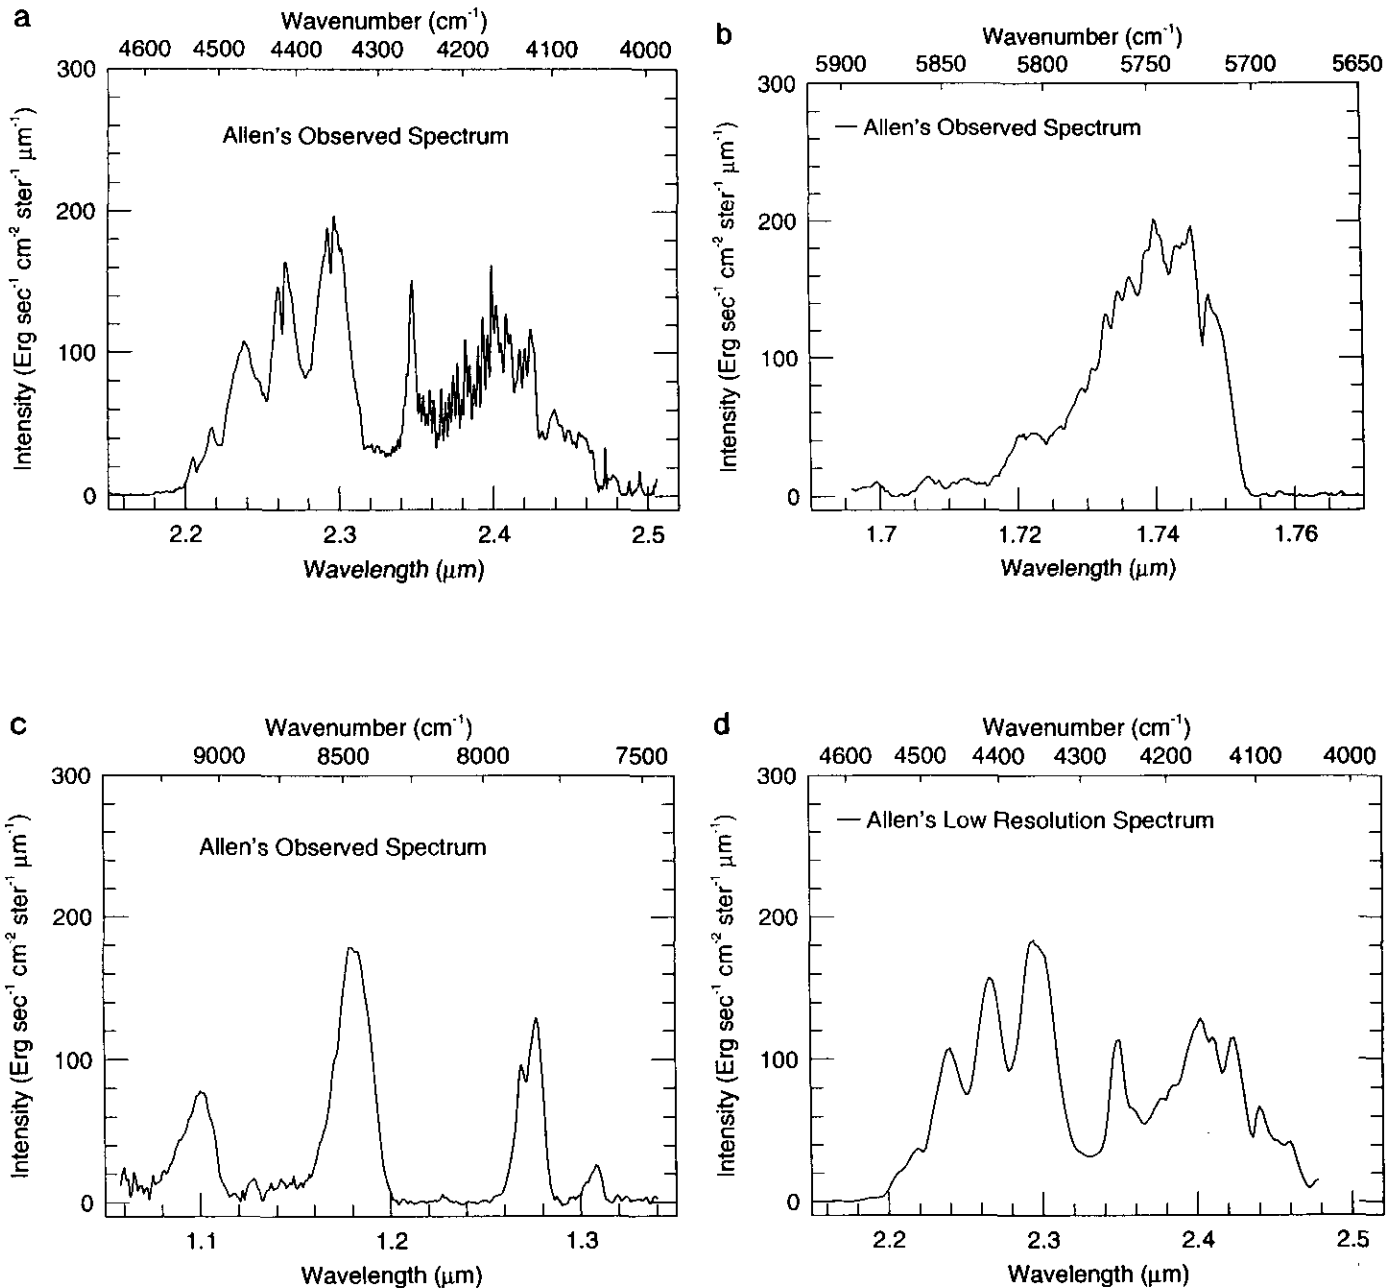 a
Wavenumber (cm-1)
4600 4500 4400 4300 4200 4100 4000
300
200
100
0
Intensity (Erg sec-1 cm-2 ster-1 μm-1)
Allen's Observed Spectrum
2.2 2.3 2.4 2.5
Wavelength (μm)
b
Wavenumber (cm-1)
5900 5850 5800 5750 5700 5650
300
200
100
0
Intensity (Erg sec-1 cm-2 ster-1 μm-1)
Allen's Observed Spectrum
1.7 1.72 1.74 1.76
Wavelength (μm)
c
Wavenumber (cm-1)
9000 8500 8000 7500
300
200
100
0
Intensity (Erg sec-1 cm-2 ster-1 μm-1)
Allen's Observed Spectrum
1.1 1.2 1.3
Wavelength (μm)
d
Wavenumber (cm-1)
4600 4500 4400 4300 4200 4100 4000
300
200
100
0
Intensity (Erg sec-1 cm-2 ster-1 μm-1)
Allen's Low Resolution Spectrum
2.2 2.3 2.4 2.5
Wavelength (μm)